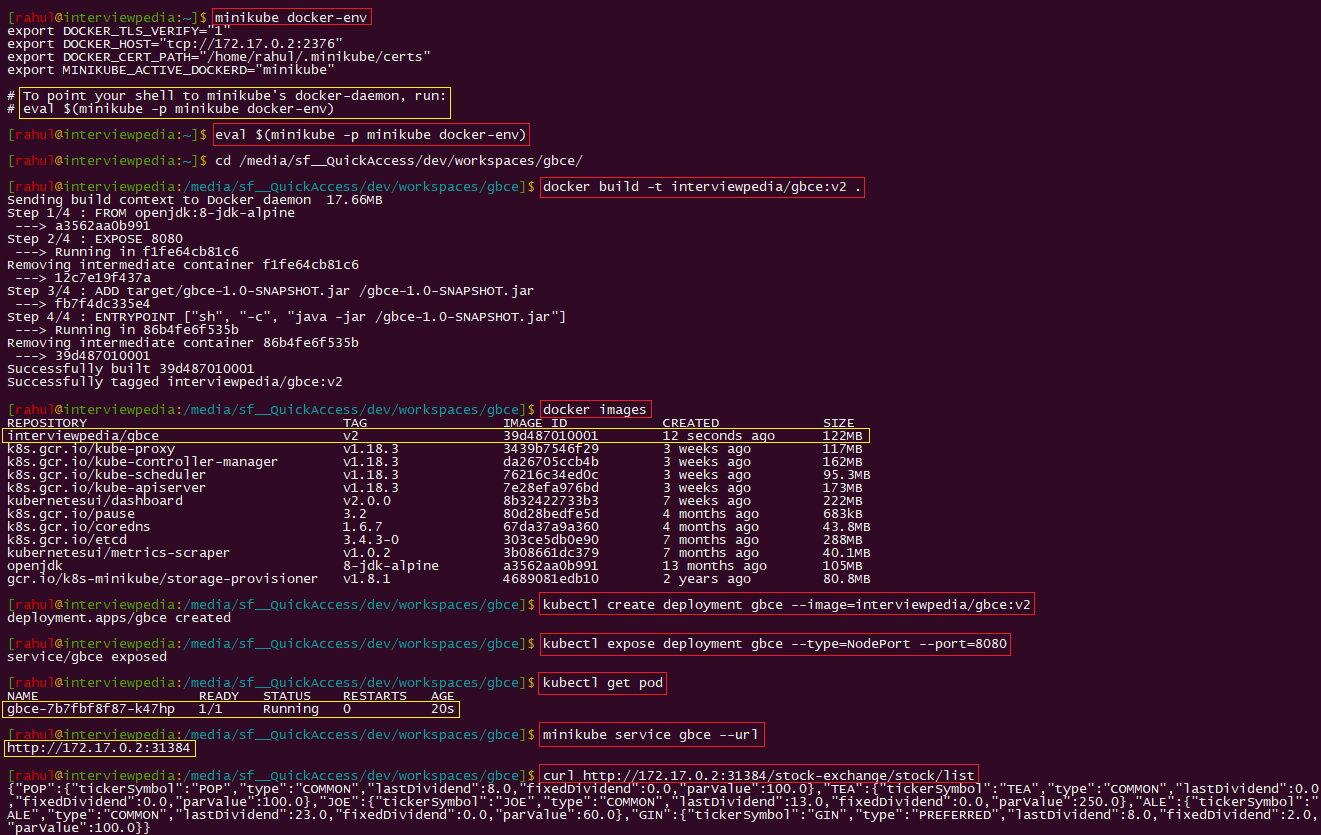 [rahul@interviewpedia:~]$ minikube docker-env
export DOCKER_TLS_VERIFY="1"
export DOCKER_HOST="tcp://172.17.0.2:2376"
export DOCKER_CERT_PATH="/home/rahul/.minikube/certs"
export MINIKUBE_ACTIVE_DOCKERD="minikube"
# To point your shell to minikube's docker-daemon, run:
# eval $(minikube -p minikube docker-env)
[rahul@interviewpedia:~]$ eval $(minikube -p minikube docker-env)
[rahul@interviewpedia:~]$ cd /media/sf__QuickAccess/dev/workspaces/gbce/
[rahul@interviewpedia:/media/sf__QuickAccess/dev/workspaces/gbce]$ docker build -t interviewpedia/gbce:v2 .
Sending build context to Docker daemon  17.66MB
Step 1/4 : FROM openjdk:8-jdk-alpine
 ---> a3562aa0b991
Step 2/4 : EXPOSE 8080
 ---> Running in f1fe64cb81c6
Removing intermediate container f1fe64cb81c6
 ---> 12c7e19f437a
Step 3/4 : ADD target/gbce-1.0-SNAPSHOT.jar /gbce-1.0-SNAPSHOT.jar
 ---> fb7f4dc335e4
Step 4/4 : ENTRYPOINT ["sh", "-c", "java -jar /gbce-1.0-SNAPSHOT.jar"]
 ---> Running in 86b4fe6f535b
Removing intermediate container 86b4fe6f535b
 ---> 39d487010001
Successfully built 39d487010001
Successfully tagged interviewpedia/gbce:v2
[rahul@interviewpedia:/media/sf__QuickAccess/dev/workspaces/gbce]$ docker images
REPOSITORY TAG IMAGE ID CREATED SIZE
interviewpedia/gbce v2 39d487010001 12 seconds ago 122MB
k8s.gcr.io/kube-proxy v1.18.3 3439b7546f29 3 weeks ago 117MB
k8s.gcr.io/kube-controller-manager v1.18.3 da26705ccb4b 3 weeks ago 162MB
k8s.gcr.io/kube-scheduler v1.18.3 76216c34ed0c 3 weeks ago 95.3MB
k8s.gcr.io/kube-apiserver v1.18.3 7e28efa976bd 3 weeks ago 173MB
kubernetesui/dashboard v2.0.0 8b32422733b3 7 weeks ago 222MB
k8s.gcr.io/pause 3.2 80d28bedfe5d 4 months ago 683kB
k8s.gcr.io/coredns 1.6.7 67da37a9a360 4 months ago 43.8MB
k8s.gcr.io/etcd 3.4.3-0 303ce5db0e90 7 months ago 288MB
kubernetesui/metrics-scraper v1.0.2 3b08661dc379 7 months ago 40.1MB
openjdk 8-jdk-alpine a3562aa0b991 13 months ago 105MB
gcr.io/k8s-minikube/storage-provisioner v1.8.1 4689081edb10 2 years ago 80.8MB
[rahul@interviewpedia:/media/sf__QuickAccess/dev/workspaces/gbce]$ kubectl create deployment gbce --image=interviewpedia/gbce:v2
deployment.apps/gbce created
[rahul@interviewpedia:/media/sf__QuickAccess/dev/workspaces/gbce]$ kubectl expose deployment gbce --type=NodePort --port=8080
service/gbce exposed
[rahul@interviewpedia:/media/sf__QuickAccess/dev/workspaces/gbce]$ kubectl get pod
NAME READY STATUS RESTARTS AGE
gbce-7b7fbf8f87-k47hp 1/1 Running 0 20s
[rahul@interviewpedia:/media/sf__QuickAccess/dev/workspaces/gbce]$ minikube service gbce --url
http://172.17.0.2:31384
[rahul@interviewpedia:/media/sf__QuickAccess/dev/workspaces/gbce]$ curl http://172.17.0.2:31384/stock-exchange/stock/list
{"POP":{"tickerSymbol":"POP","type":"COMMON","lastDividend":8.0,"fixedDividend":0.0,"parValue":100.0},"TEA":{"tickerSymbol":"TEA","type":"COMMON","lastDividend":0.0
,"fixedDividend":0.0,"parValue":100.0},"JOE":{"tickerSymbol":"JOE","type":"COMMON","lastDividend":13.0,"fixedDividend":0.0,"parValue":250.0},"ALE":{"tickerSymbol":"
ALE","type":"COMMON","lastDividend":23.0,"fixedDividend":0.0,"parValue":60.0},"GIN":{"tickerSymbol":"GIN","type":"PREFERRED","lastDividend":8.0,"fixedDividend":2.0,
"parValue":100.0}}